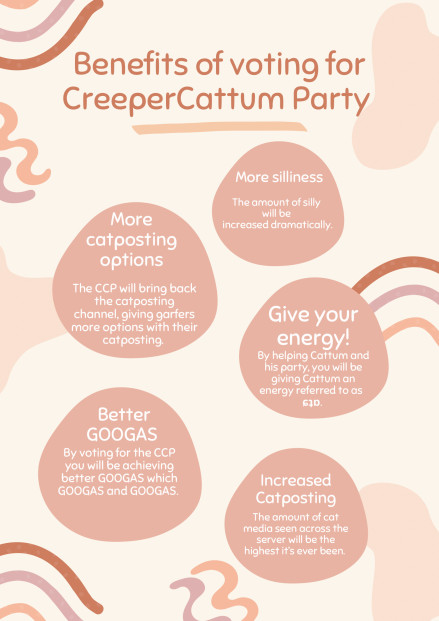 Benefits of voting for
CreeperCattum Party
More silliness
The amount of silly
will be
increased dramatically.
More
catposting
options
The CCP will bring back
the catposting
channel, giving garfers
more options with their
catposting.
Give your
energy!
By helping Cattum and
his party, you will be
giving Cattum an
energy referred to as
Better
GOOGAS
By voting for the CCP
you will be achieving
better GOOGAS which
GOOGAS and GOOGAS.
Increased
Catposting
The amount of cat
media seen across the
server will be the
highest it's ever been.